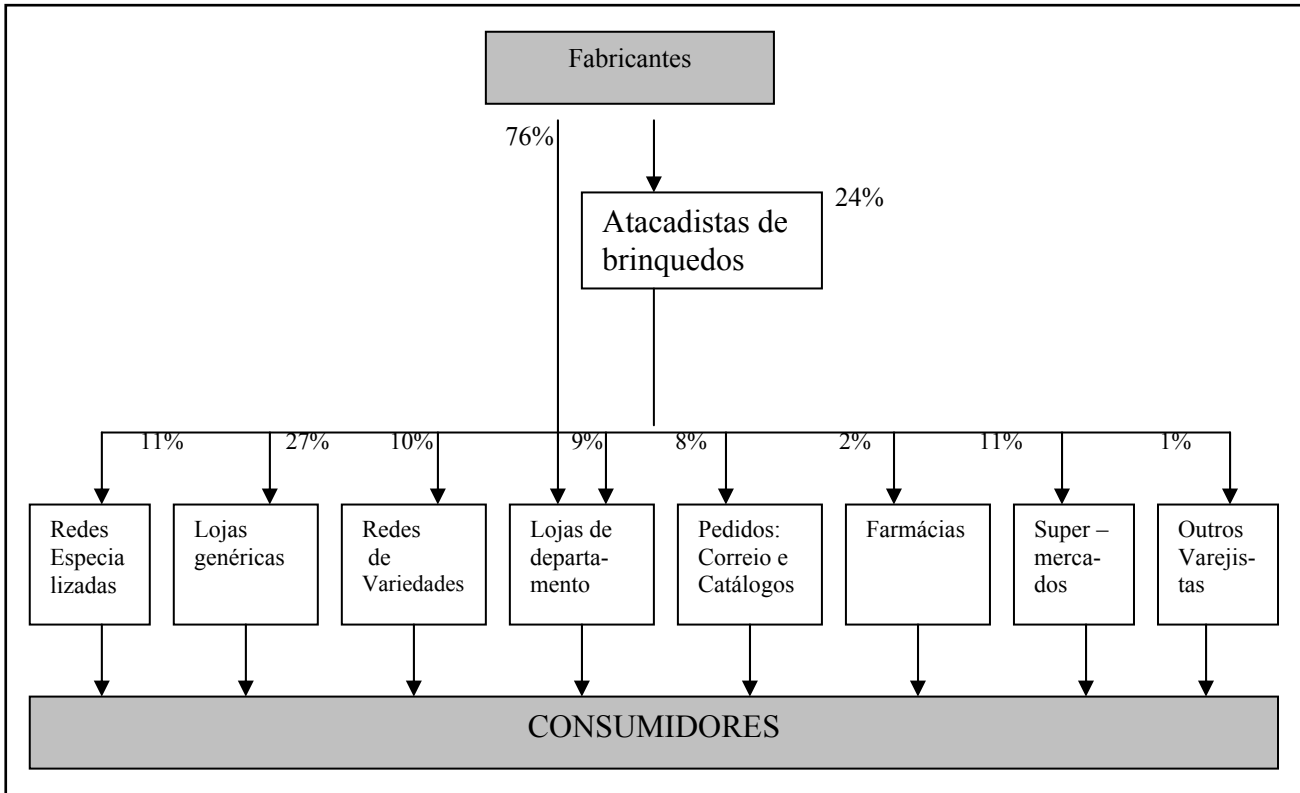 Fabricantes
76%
24%
Atacadistas de
brinquedos
11%
27%
10%
9%
8%
2%
11%
1%
Redes
Especia
lizadas
Lojas
genéricas
Redes
de
Variedades
Lojas de
departa-
mento
Pedidos:
Correio e
Catálogos
Farmácias
Super –
merca-
dos
Outros
Varejis-
tas
CONSUMIDORES